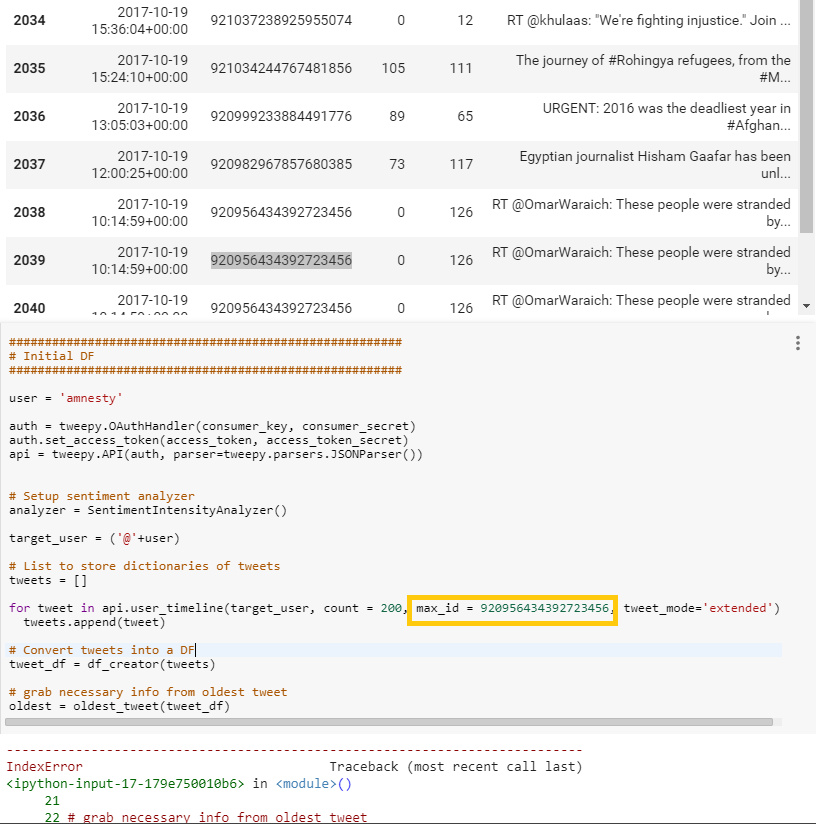 2034 2017-10-19 15:36:04+00:00 921037238925955074 0 12 RT @khulaas: "We're fighting injustice." Join ...
2035 2017-10-19 15:24:10+00:00 921034244767481856 105 111 The journey of #Rohingya refugees, from the #M...
2036 2017-10-19 13:05:03+00:00 920999233884491776 89 65 URGENT: 2016 was the deadliest year in #Afghan...
2037 2017-10-19 12:00:25+00:00 920982967857680385 73 117 Egyptian journalist Hisham Gaafar has been unl...
2038 2017-10-19 10:14:59+00:00 920956434392723456 0 126 RT @OmarWaraich: These people were stranded by...
2039 2017-10-19 10:14:59+00:00 920956434392723456 0 126 RT @OmarWaraich: These people were stranded by...
2040 2017-10-19 10:14:59+00:00 920956434392723456 0 126 RT @OmarWaraich: These people were stranded
#######################################################
# Initial DF
#######################################################
user = 'amnesty'
auth = tweepy.OAuthHandler(consumer_key, consumer_secret)
auth.set_access_token(access_token, access_token_secret)
api = tweepy.API(auth, parser=tweepy.parsers.JSONParser())
# Setup sentiment analyzer
analyzer = SentimentIntensityAnalyzer()
target_user = ('@'+user)
# List to store dictionaries of tweets
tweets = []
for tweet in api.user_timeline(target_user, count = 200, max_id = 920956434392723456, tweet_mode='extended')
tweets.append(tweet)
# Convert tweets into a DF
tweet_df = df_creator(tweets)
# grab necessary info from oldest tweet
oldest = oldest_tweet(tweet_df)
---------------------------------------------------------------------------
IndexError Traceback (most recent call last)
<ipython-input-17-179e750010b6> in <module>()
21
22 # grab necessary info from oldest tweet